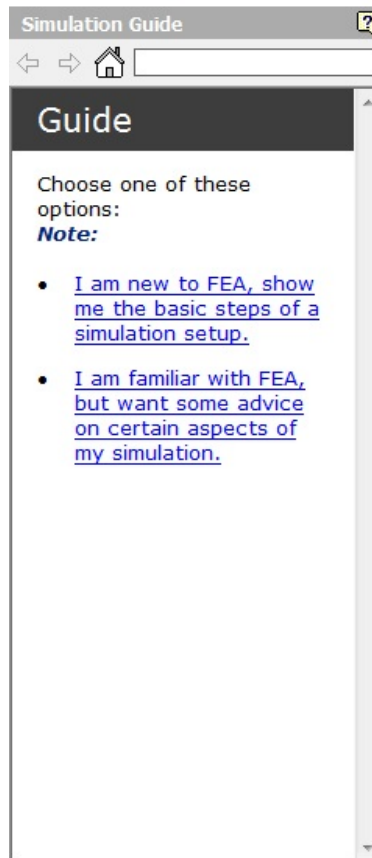 Simulation Guide
Guide
Choose one of these
options:
Note:
• I am new to FEA, show
me the basic steps of a
simulation setup.
• I am familiar with FEA,
but want some advice
on certain aspects of
my simulation.